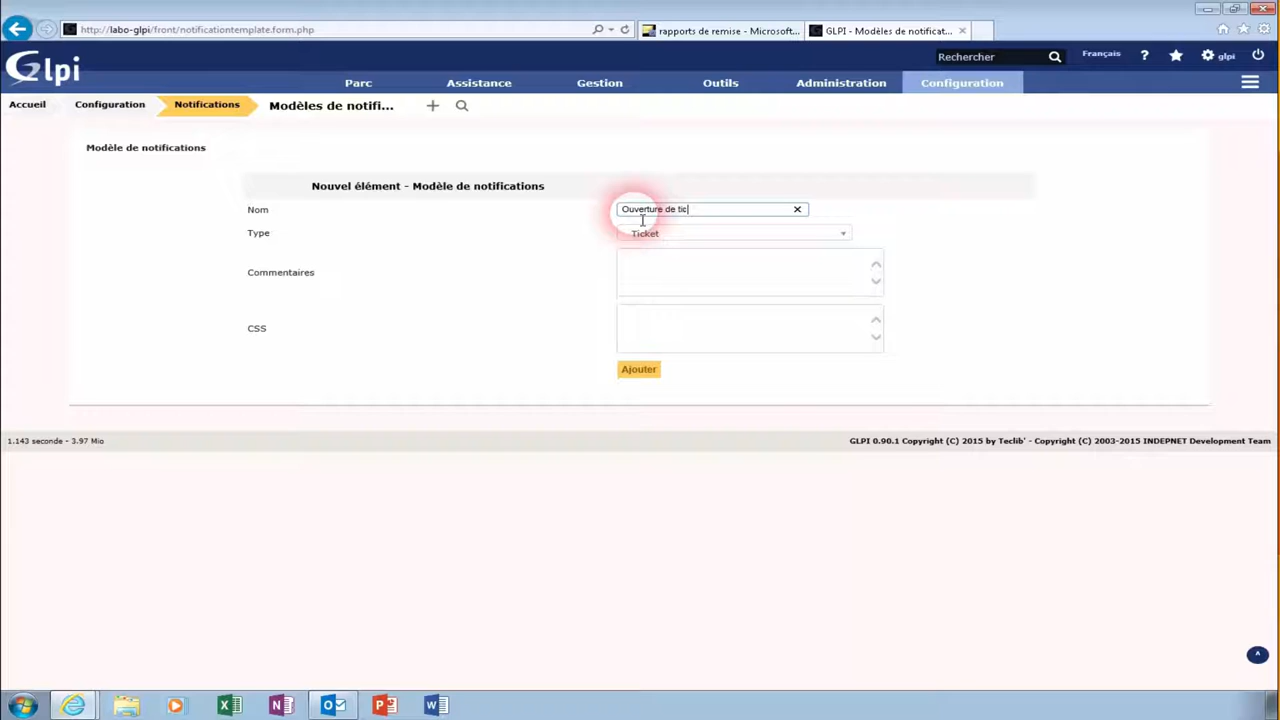 http://labo-glpi/front/notificationtemplate.form.php
rapports de remise - Microsoft...
GLPI - Modèles de notificat...
Glpi
Rechercher
Français
?
glpi
Parc
Assistance
Gestion
Outils
Administration
Configuration
Accueil
Configuration
Notifications
Modèles de notifi...
Modèle de notifications
Nouvel élément - Modèle de notifications
Nom
Ouverture de tic
Type
Ticket
Commentaires
CSS
Ajouter
1.143 seconde - 3.97 Mio
GLPI 0.90.1 Copyright (C) 2015 by Teclib' - Copyright (C) 2003-2015 INDEPNET Development Team